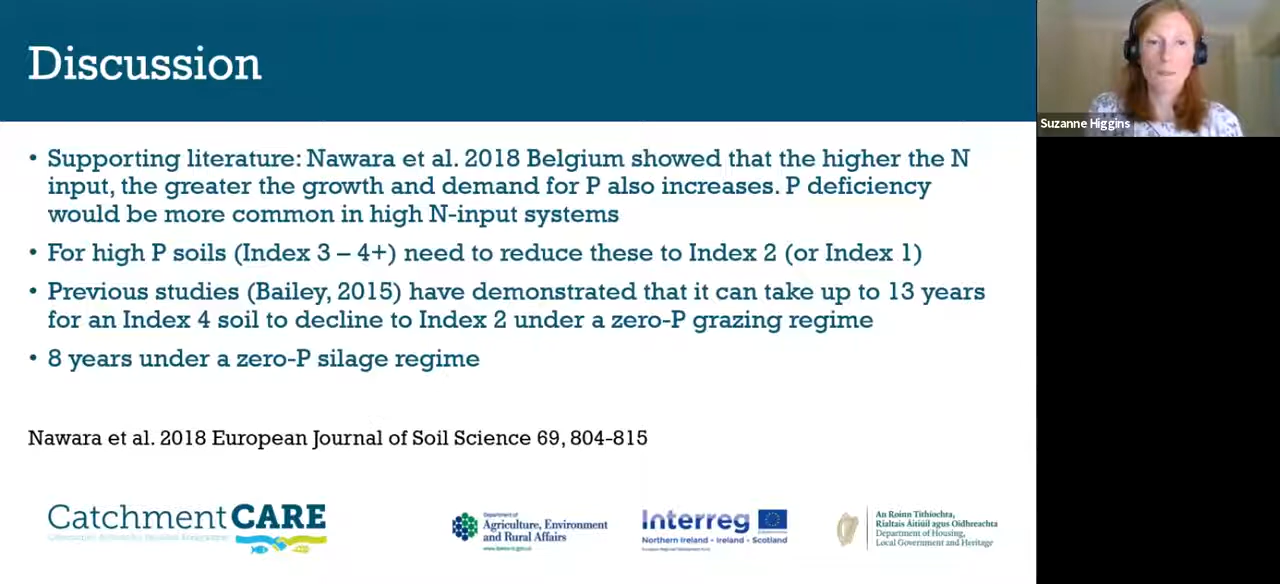 Discussion
Suzanne Higgins
• Supporting literature: Nawara et al. 2018 Belgium showed that the higher the N
input, the greater the growth and demand for P also increases. P deficiency
would be more common in high N-input systems
• For high P soils (Index 3 – 4+) need to reduce these to Index 2 (or Index 1)
• Previous studies (Bailey, 2015) have demonstrated that it can take up to 13 years
for an Index 4 soil to decline to Index 2 under a zero-P grazing regime
• 8 years under a zero-P silage regime
Nawara et al. 2018 European Journal of Soil Science 69, 804-815
CatchmentCARE
Department of
Agriculture, Environment
and Rural Affairs
Interreg
Northern Ireland - Ireland - Scotland
European Regional Development Fund
An Roinn Tithíochta,
Rialtais Áitiúil agus Oidhreachta
Department of Housing,
Local Government and Heritage